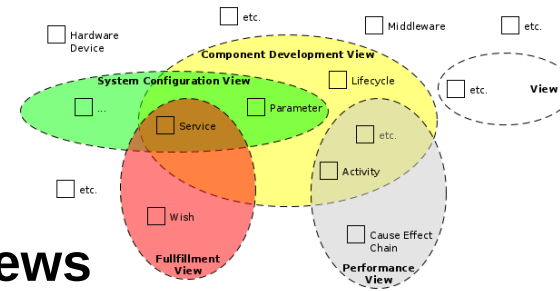 etc.
Hardware
Device
Middleware
etc.
Component Development View
System Configuration View
Lifecycle
etc.
View
...
Parameter
Service
etc.
Activity
etc.
Wish
Cause Effect
Chain
Fullfillment
View
Performance
View
ews